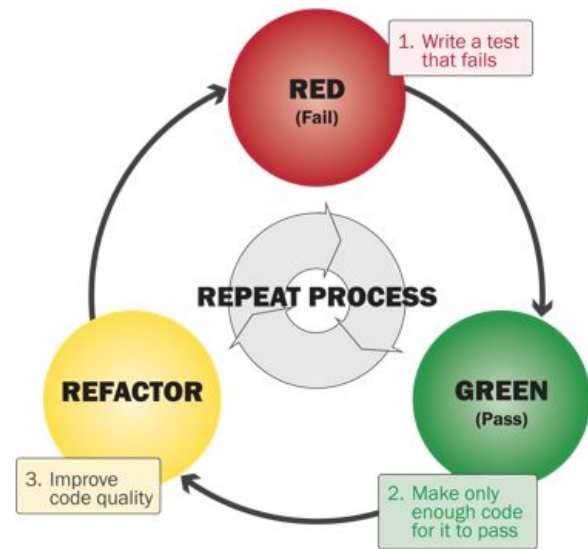 1. Write a test
that fails
RED
(Fail)
REPEAT PROCESS
REFACTOR
GREEN
(Pass)
3. Improve
code quality
2. Make only
enough code
for it to pass